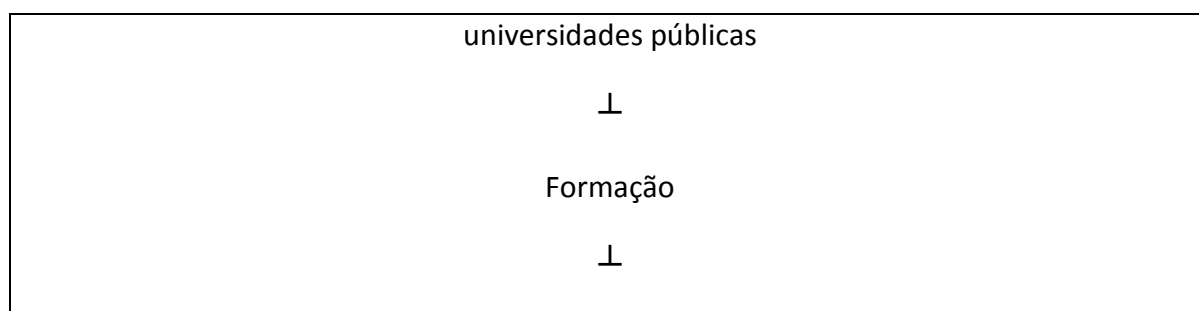 universidades públicas
⊥
Formação
⊥